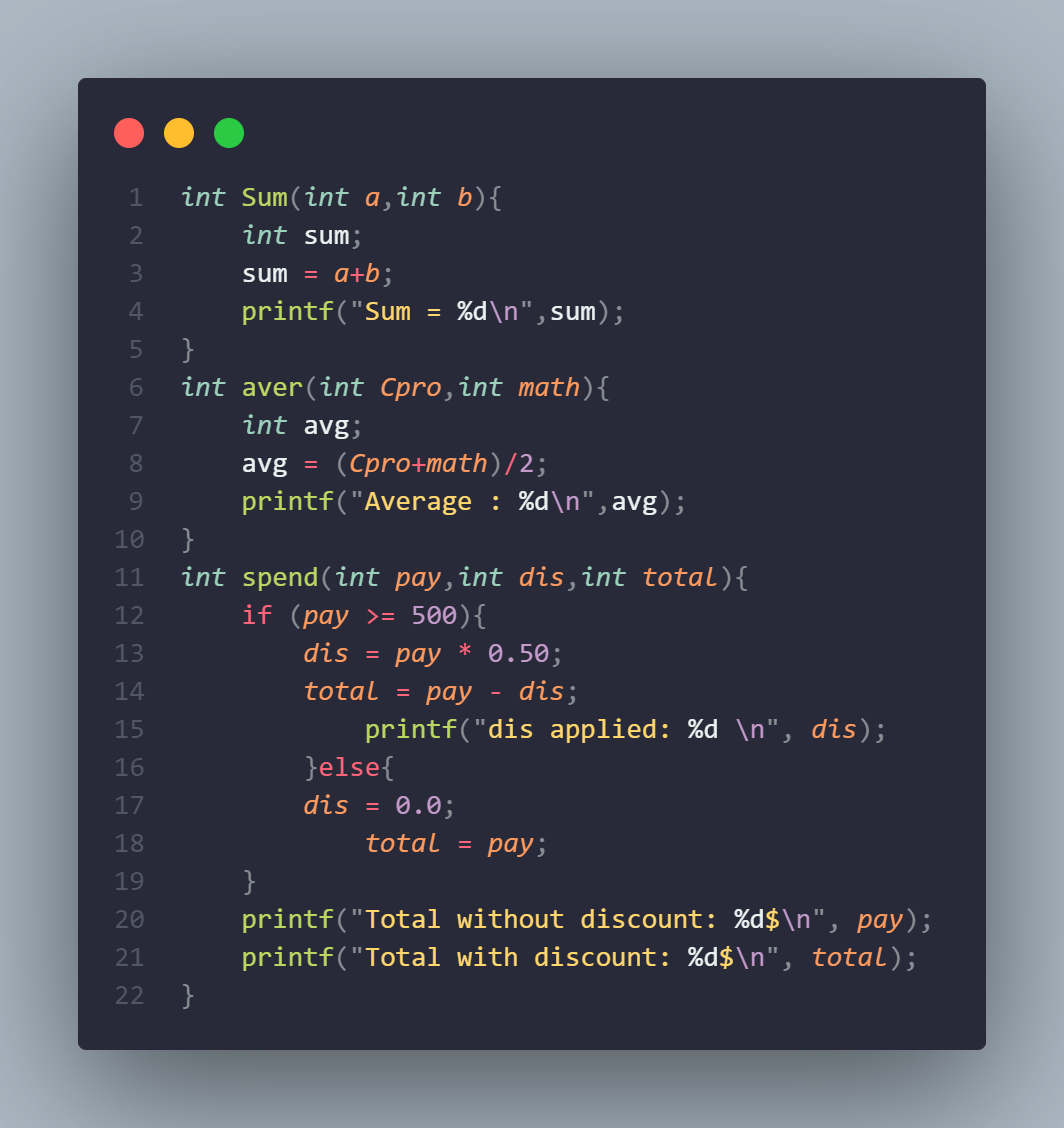 1 int Sum(int a,int b){
2     int sum;
3     sum = a+b;
4     printf("Sum = %d\n",sum);
5 }
6 int aver(int Cpro,int math){
7     int avg;
8     avg = (Cpro+math)/2;
9     printf("Average : %d\n",avg);
10 }
11 int spend(int pay,int dis,int total){
12     if (pay >= 500){
13         dis = pay * 0.50;
14         total = pay - dis;
15             printf("dis applied: %d \n", dis);
16         }else{
17         dis = 0.0;
18             total = pay;
19     }
20     printf("Total without discount: %d$\n", pay);
21     printf("Total with discount: %d$\n", total);
22 }